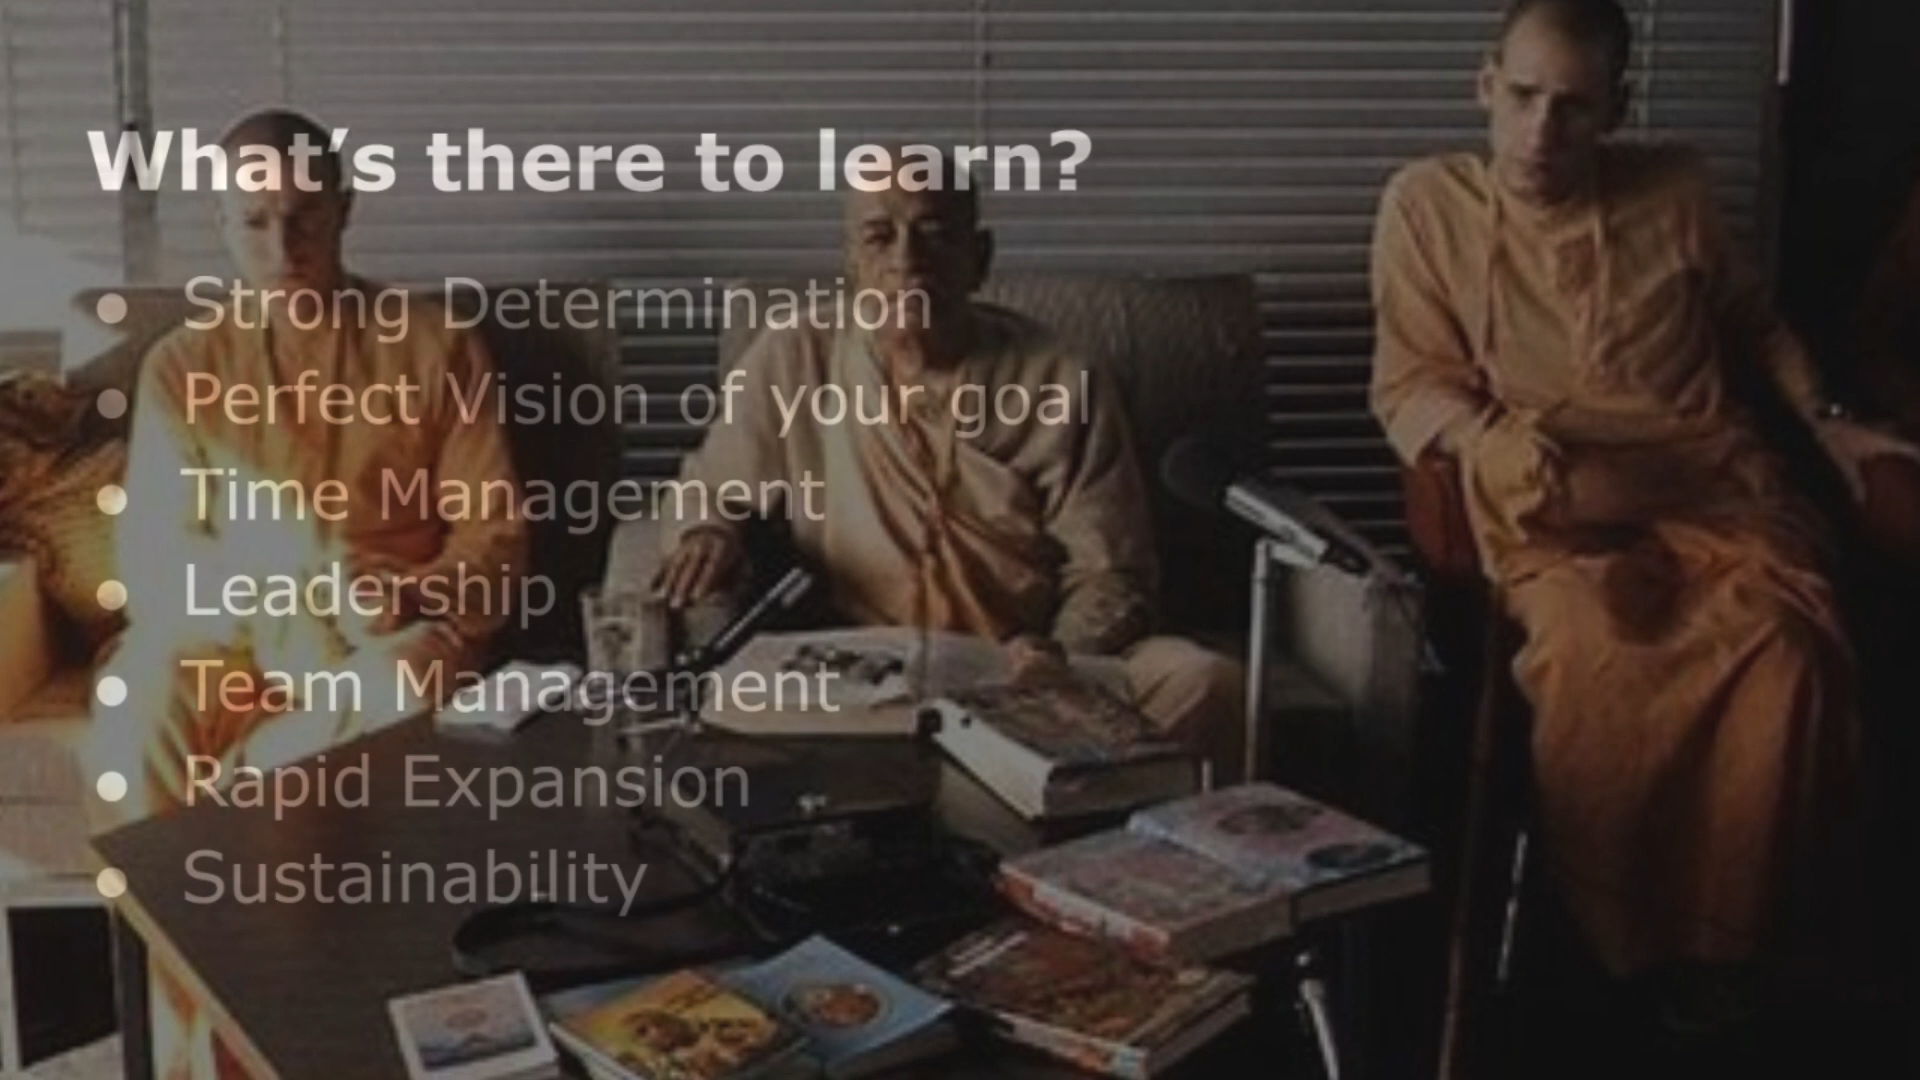 What’s there to learn?
• Strong Determination
• Perfect Vision of your goal
• Time Management
• Leadership
• Team Management
• Rapid Expansion
• Sustainability